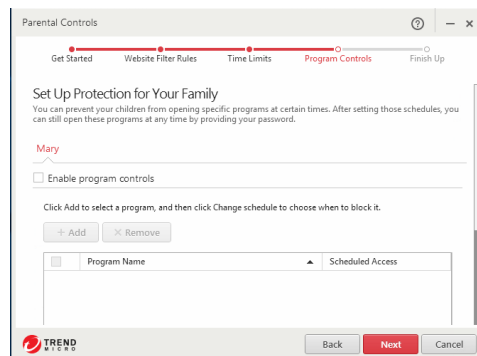 Parental Controls
Get Started Website Filter Rules Time Limits Program Controls Finish Up
Set Up Protection for Your Family
You can prevent your children from opening specific programs at certain times. After setting those schedules, you
can still open these programs at any time by providing your password.
Mary
Enable program controls
Click Add to select a program, and then click Change schedule to choose when to block it.
+ Add × Remove
Program Name Scheduled Access
TREND
MICRO
Back Next Cancel